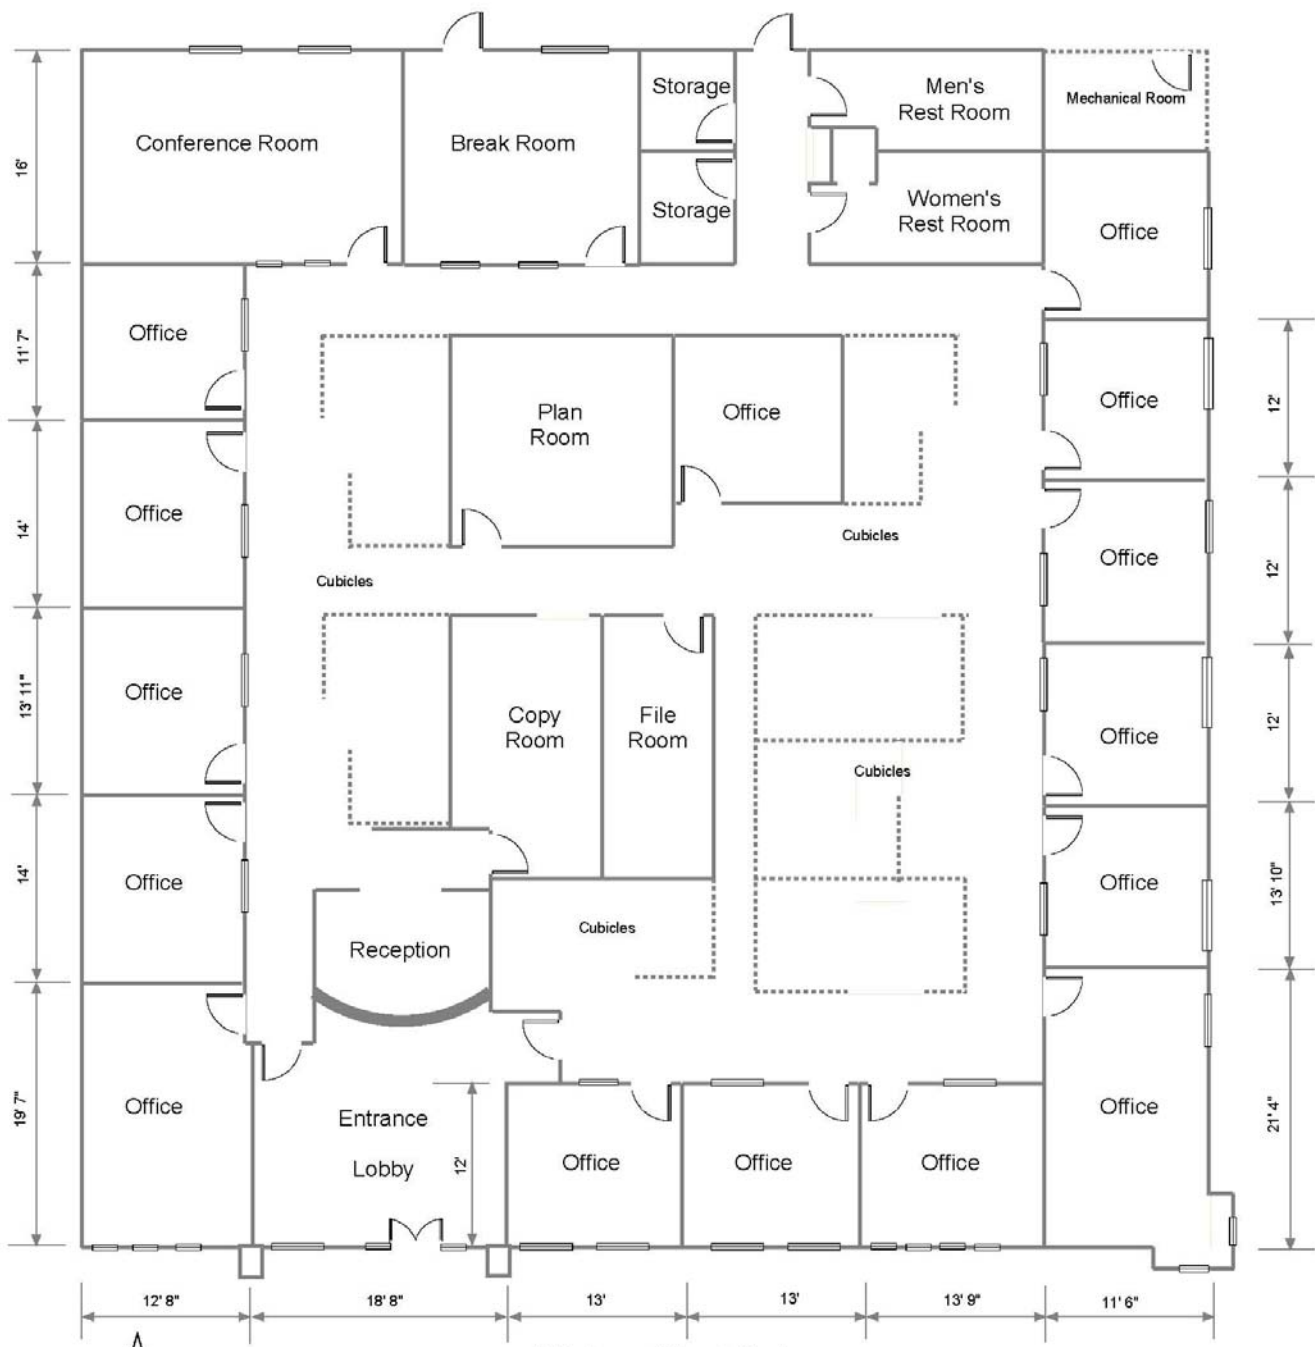 Conference Room
Break Room
Storage
Storage
Men's
Rest Room
Women's
Rest Room
Mechanical Room
Office
16'
11' 7"
Office
Plan
Room
Office
Office
12'
14'
Office
Cubicles
Cubicles
Office
12'
13' 11"
Office
Copy
Room
File
Room
Cubicles
Office
12'
14'
Office
Reception
Cubicles
Office
13' 10"
19' 7"
Office
Entrance
Lobby
12'
Office
Office
Office
Office
21' 4"
12' 8"
18' 8"
13'
13'
13' 9"
11' 6"